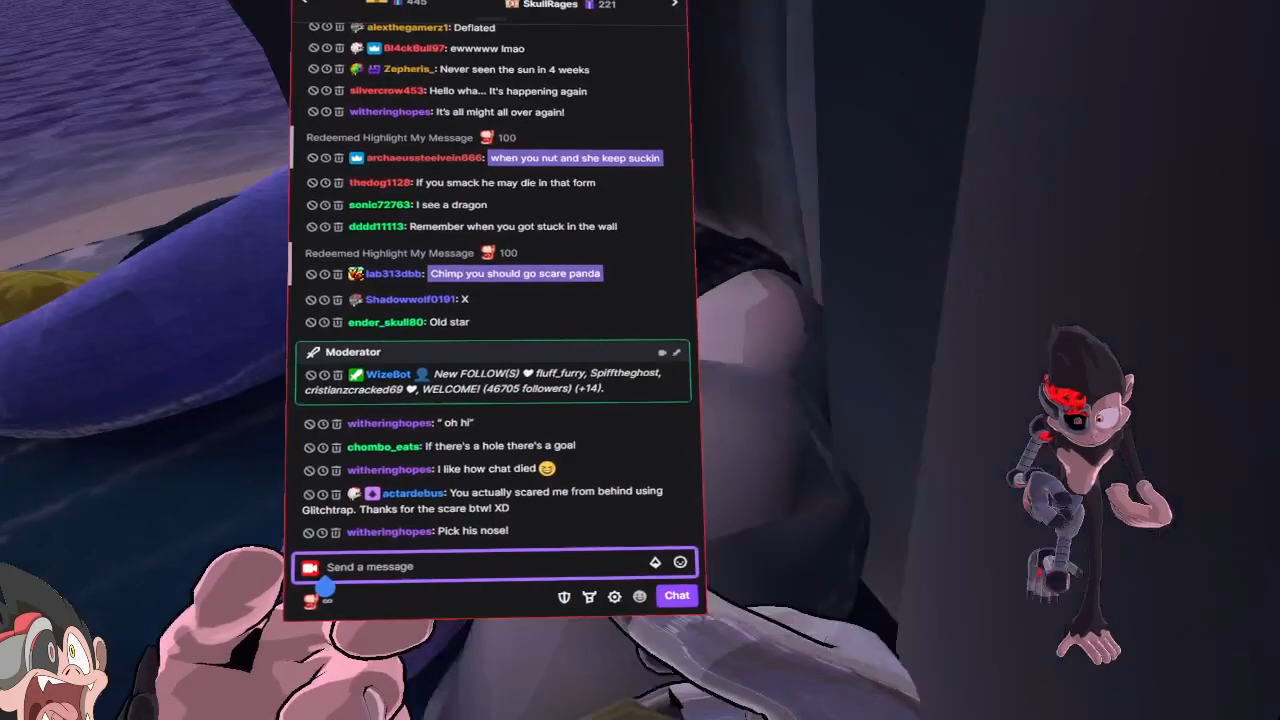 445
SkullRages 221
alexthegamerz1: Deflated
Bl4ckBull97: ewwwww lmao
Zepheris_: Never seen the sun in 4 weeks
silvercrow453: Hello wha... It's happening again
witheringhopes: It's all might all over again!
Redeemed Highlight My Message 100
archaeussteelvein666: when you nut and she keep suckin
thedog1128: If you smack he may die in that form
sonic72763: I see a dragon
dddd11113: Remember when you got stuck in the wall
Redeemed Highlight My Message 100
lab313dbb: Chimp you should go scare panda
Shadowwolf0191: X
ender_skull80: Old star
Moderator
WizeBot New FOLLOW(S) ❤ fluff_furry, Spifftheghost,
cristianzcracked69 ❤, WELCOME! (46705 followers) (+14).
witheringhopes: " oh hi"
chombo_eats: If there's a hole there's a goal
witheringhopes: I like how chat died 😆
actardebus: You actually scared me from behind using
Glitchtrap. Thanks for the scare btw! XD
witheringhopes: Pick his nose!
Send a message
∞
Chat